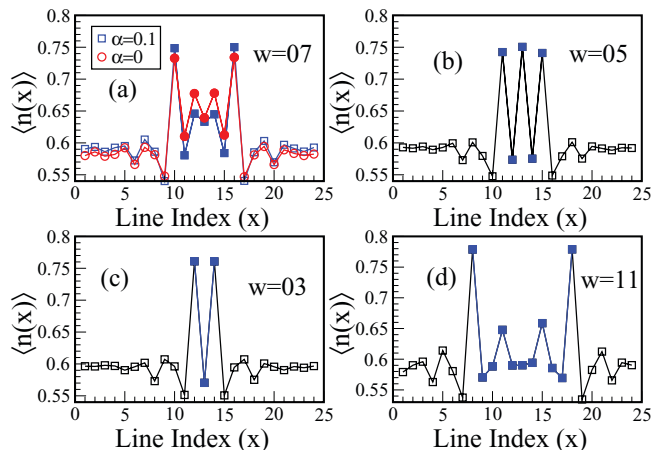 0.8
0.75
0.7
0.65
0.6
0.55
⟨n(x)⟩
α=0.1
α=0
(a)
w=07
0 5 10 15 20 25
Line Index (x)
0.8
0.75
0.7
0.65
0.6
0.55
⟨n(x)⟩
(b)
w=05
0 5 10 15 20 25
Line Index (x)
0.8
0.75
0.7
0.65
0.6
0.55
⟨n(x)⟩
(c)
w=03
0 5 10 15 20 25
Line Index (x)
0.8
0.75
0.7
0.65
0.6
0.55
⟨n(x)⟩
(d)
w=11
0 5 10 15 20 25
Line Index (x)